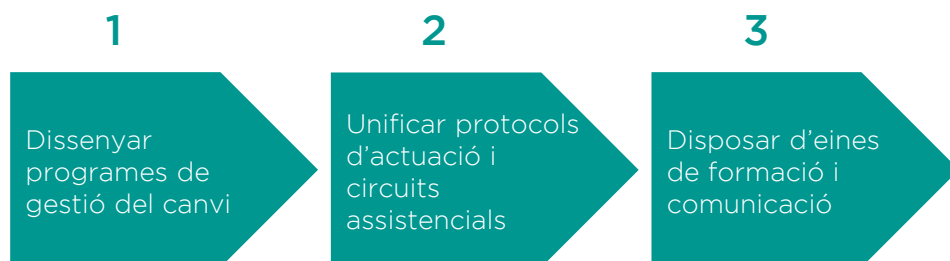 1
Dissenyar
programes de
gestió del canvi
2
Unificar protocols
d'actuació i
circuits
assistencials
3
Disposar d'eines
de formació i
comunicació